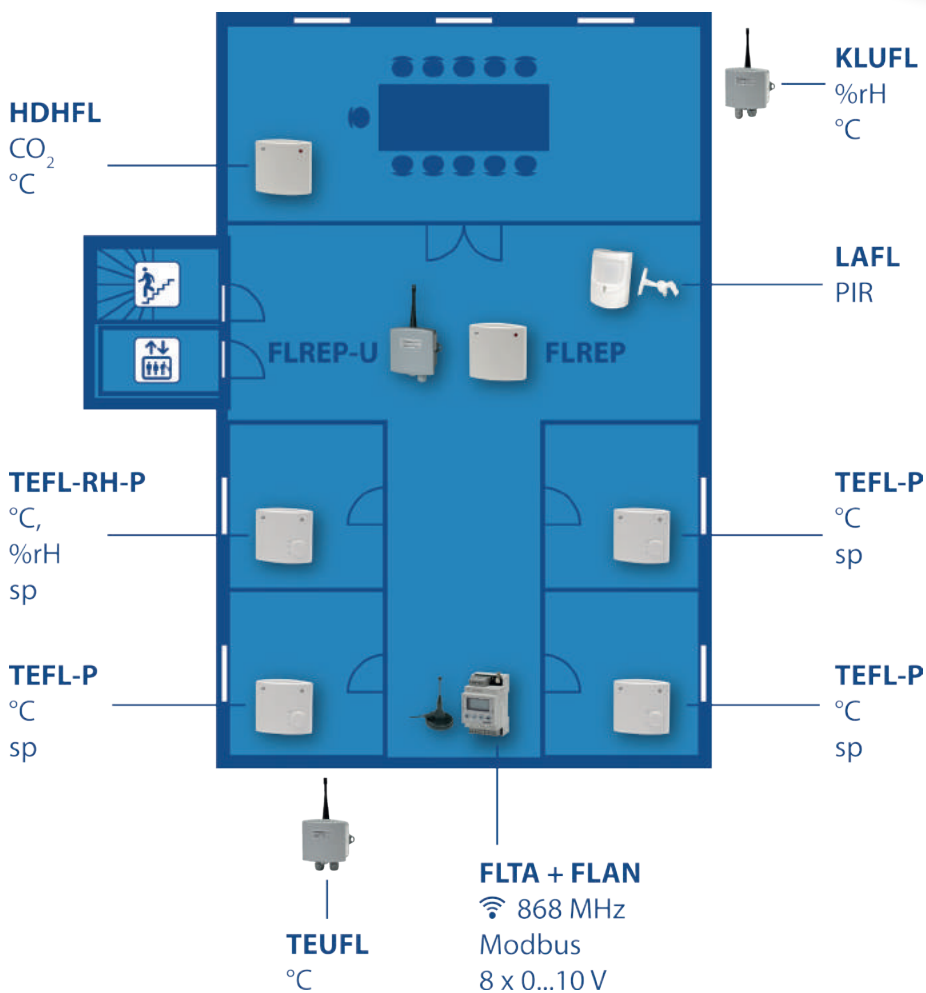 KLUFL
%rH
°C
HDHFL
CO₂
°C
LAFL
PIR
FLREP-U
FLREP
TEFL-RH-P
°C,
%rH
sp
TEFL-P
°C
sp
TEFL-P
°C
sp
TEFL-P
°C
sp
FLTA + FLAN
868 MHz
Modbus
8 x 0...10 V
TEUFL
°C